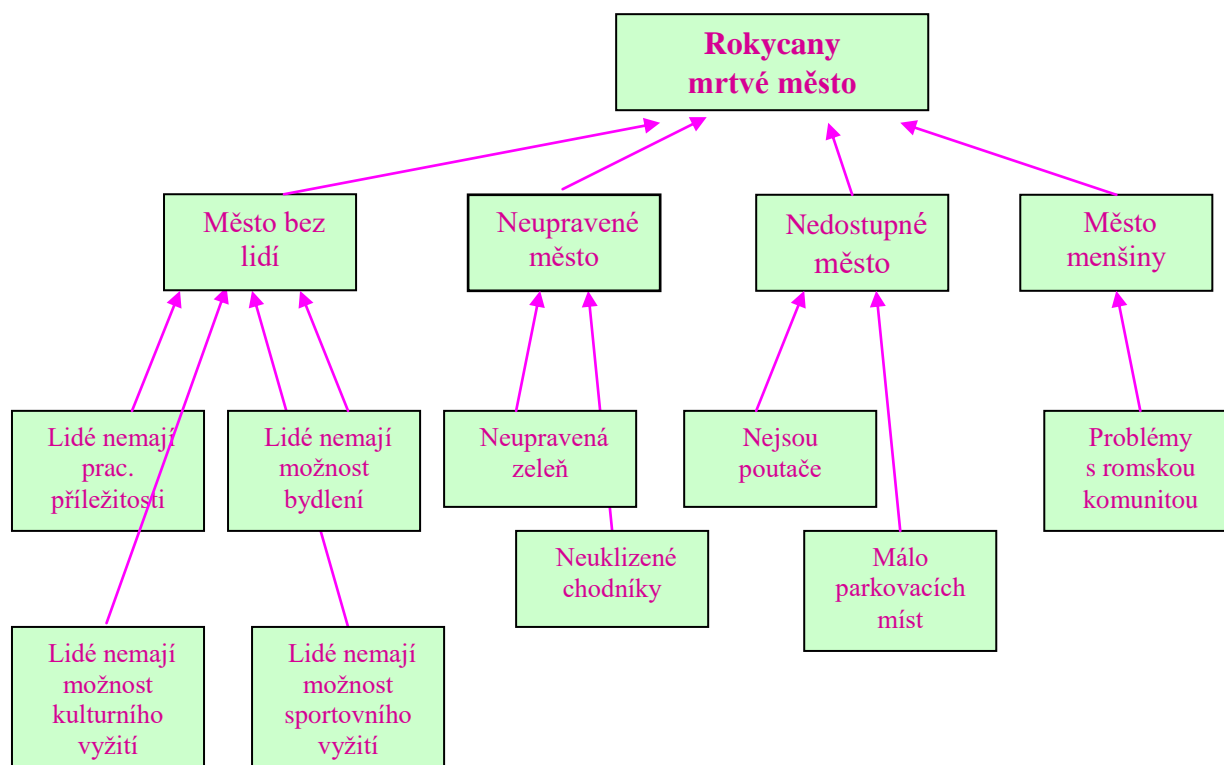 Rokycany
mrtvé město
Město bez
lidí
Neupravené
město
Nedostupné
město
Město
menšiny
Lidé nemají
prac.
příležitosti
Lidé nemají
možnost
bydlení
Neupravená
zeleň
Nejsou
poutače
Problémy
s romskou
komunitou
Neuklizené
chodníky
Málo
parkovacích
míst
Lidé nemají
možnost
kulturního
vyžití
Lidé nemají
možnost
sportovního
vyžití